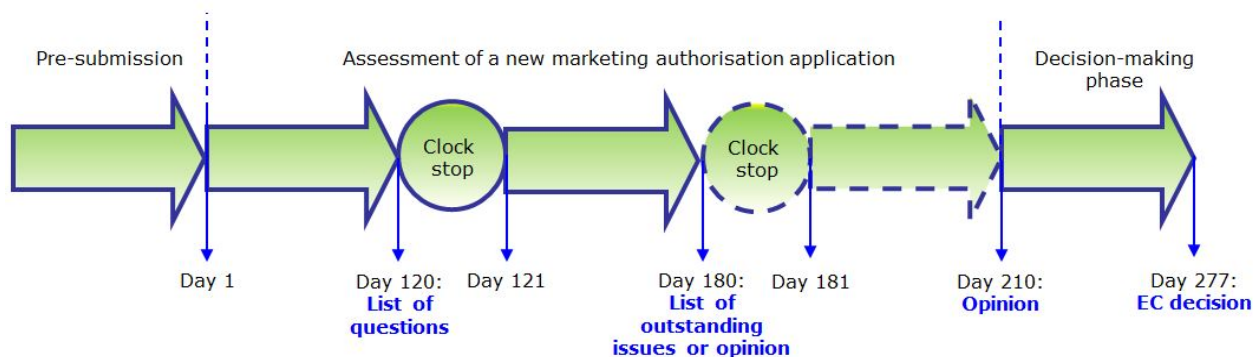 Pre-submission
Assessment of a new marketing authorisation application
Decision-making
phase
Clock
stop
Clock
stop
Day 1
Day 120:
List of
questions
Day 121
Day 180:
List of
outstanding
issues or opinion
Day 181
Day 210:
Opinion
Day 277:
EC decision